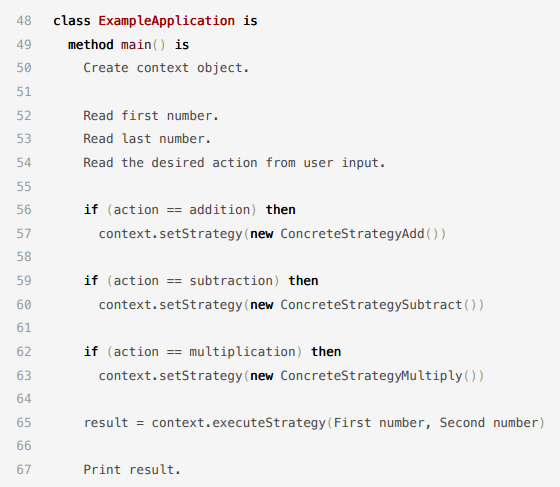 48 class ExampleApplication is
49 method main() is
50 Create context object.
51
52 Read first number.
53 Read last number.
54 Read the desired action from user input.
55
56 if (action == addition) then
57 context.setStrategy(new ConcreteStrategyAdd())
58
59 if (action == subtraction) then
60 context.setStrategy(new ConcreteStrategySubtract())
61
62 if (action == multiplication) then
63 context.setStrategy(new ConcreteStrategyMultiply())
64
65 result = context.executeStrategy(First number, Second number)
66
67 Print result.